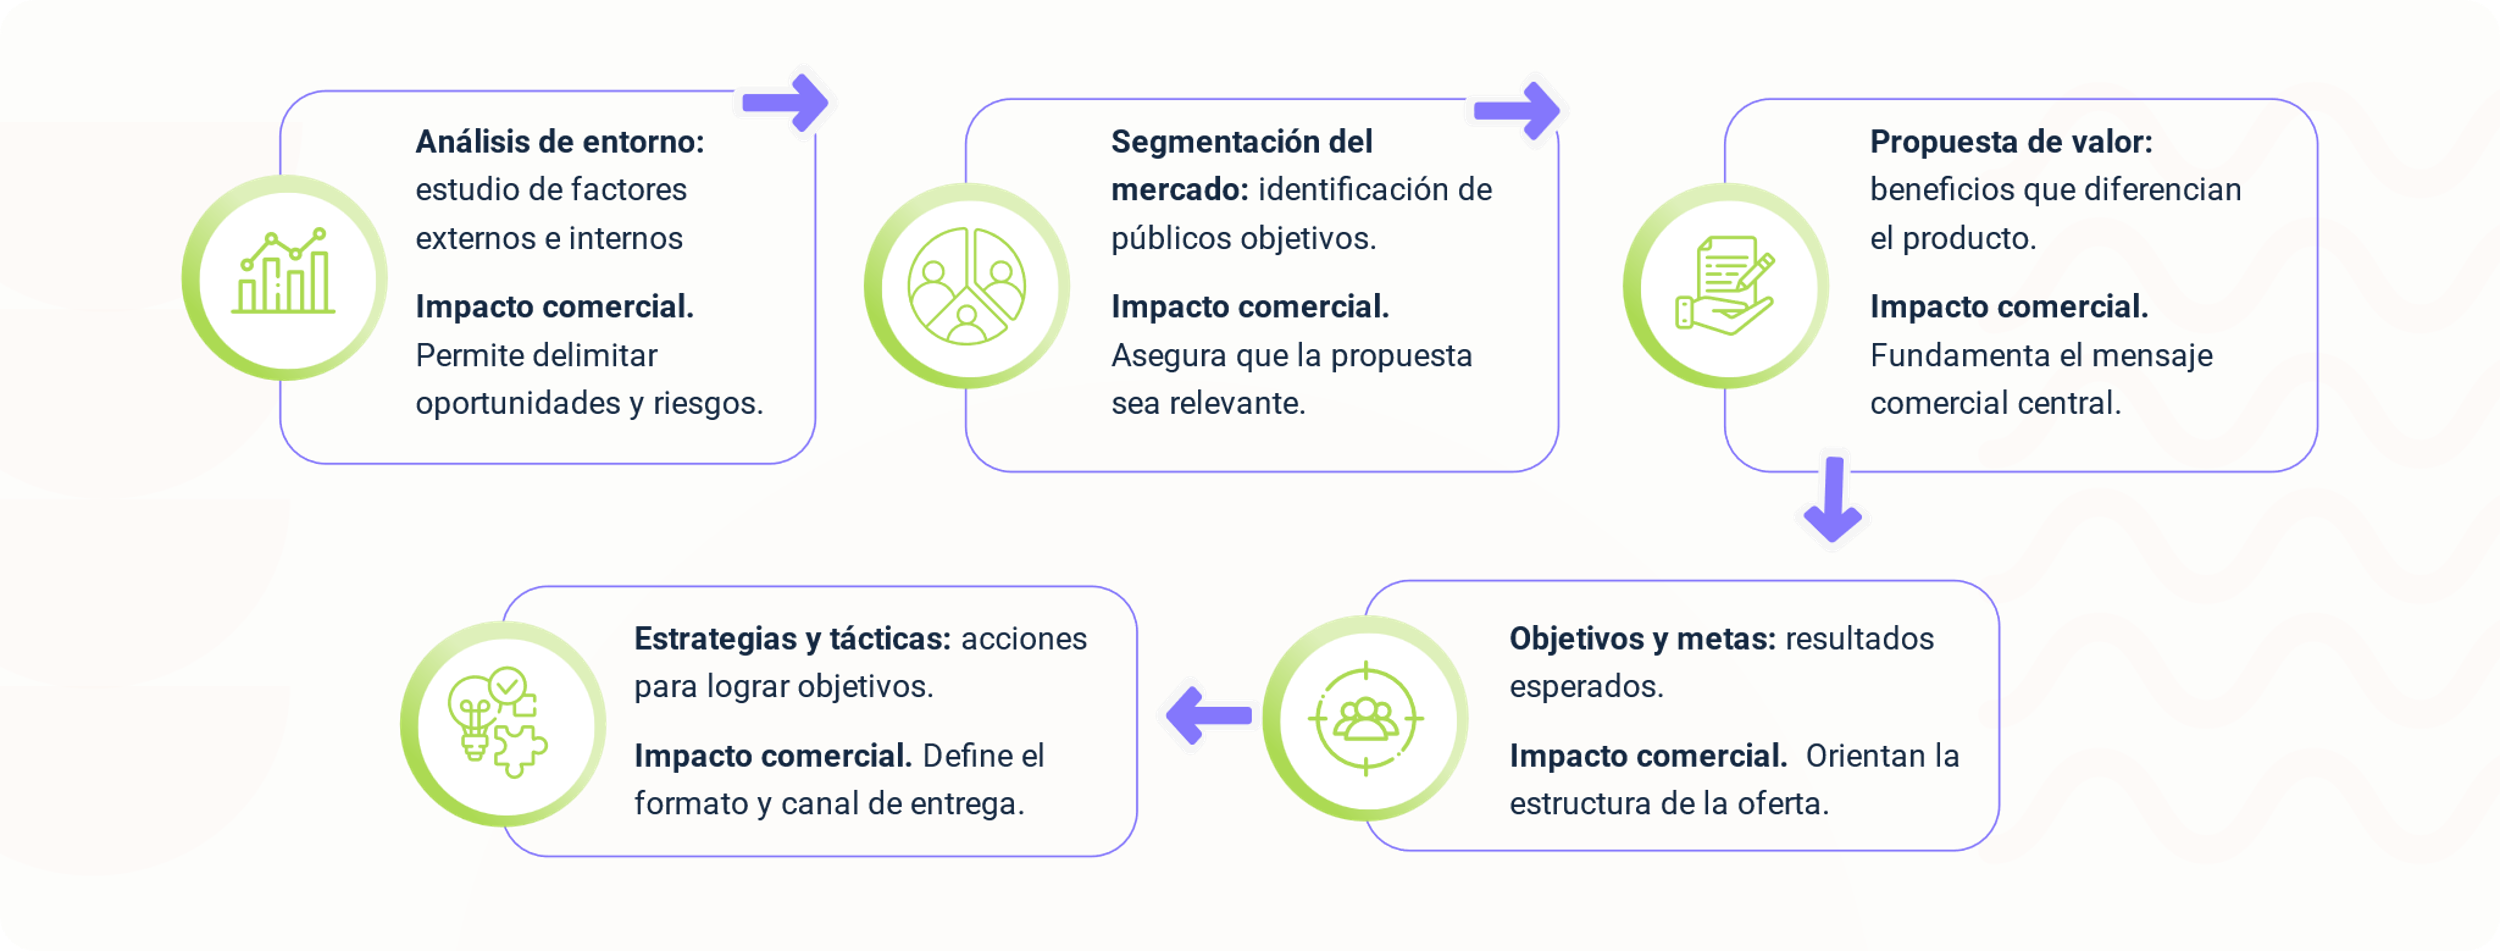 Análisis de entorno:
estudio de factores
externos e internos
Impacto comercial.
Permite delimitar
oportunidades y riesgos.
Segmentación del
mercado: identificación de
públicos objetivos.
Impacto comercial.
Asegura que la propuesta
sea relevante.
Propuesta de valor:
beneficios que diferencian
el producto.
Impacto comercial.
Fundamenta el mensaje
comercial central.
Objetivos y metas: resultados
esperados.
Impacto comercial.  Orientan la
estructura de la oferta.
Estrategias y tácticas: acciones
para lograr objetivos.
Impacto comercial. Define el
formato y canal de entrega.